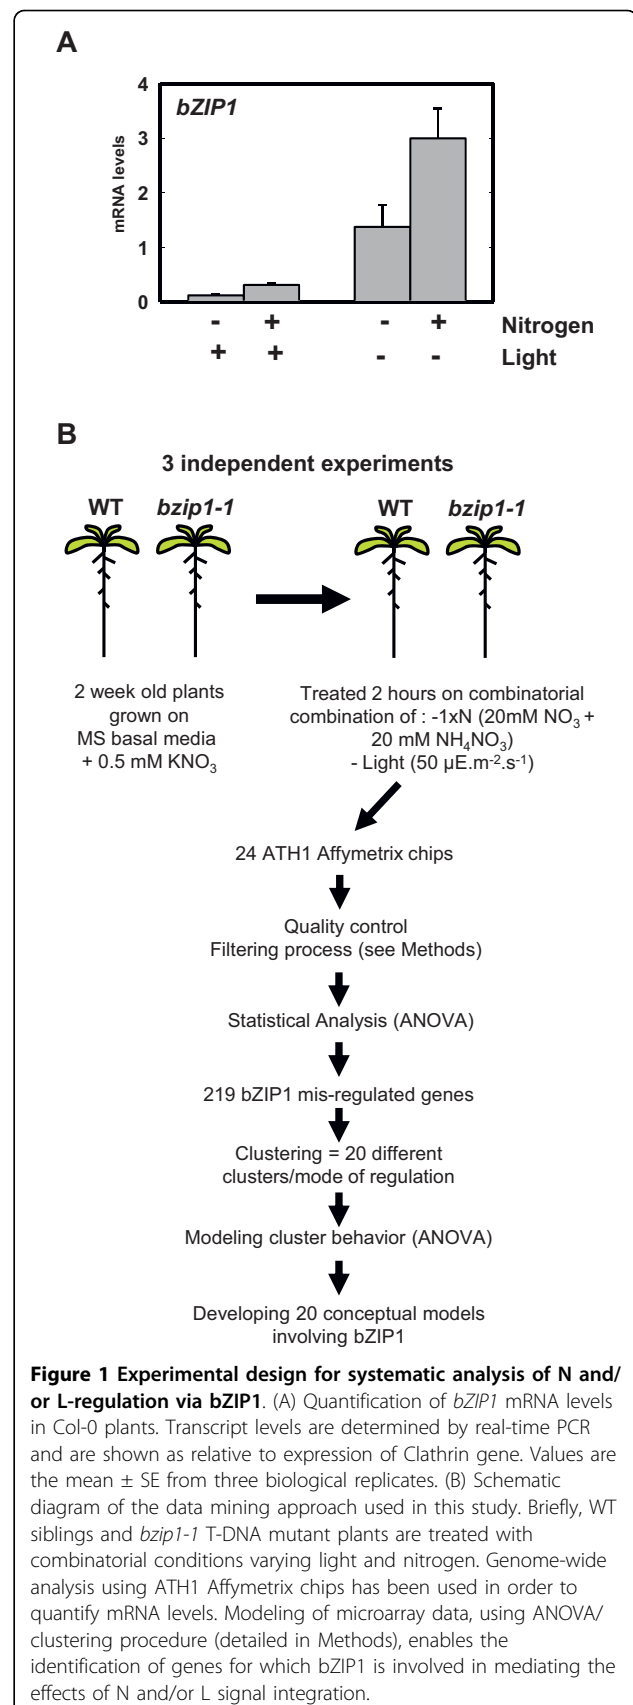 A
4
3
2
1
0
mRNA levels
bZIP1
- + - + Nitrogen
+ + - - Light
B
3 independent experiments
WT bzip1-1 WT bzip1-1
2 week old plants
grown on
MS basal media
+ 0.5 mM KNO3
Treated 2 hours on combinatorial
combination of : -1xN (20mM NO3 +
20 mM NH4NO3)
- Light (50 µE.m-2.s-1)
24 ATH1 Affymetrix chips
Quality control
Filtering process (see Methods)
Statistical Analysis (ANOVA)
219 bZIP1 mis-regulated genes
Clustering = 20 different
clusters/mode of regulation
Modeling cluster behavior (ANOVA)
Developing 20 conceptual models
involving bZIP1
Figure 1 Experimental design for systematic analysis of N and/
or L-regulation via bZIP1. (A) Quantification of bZIP1 mRNA levels
in Col-0 plants. Transcript levels are determined by real-time PCR
and are shown as relative to expression of Clathrin gene. Values are
the mean ± SE from three biological replicates. (B) Schematic
diagram of the data mining approach used in this study. Briefly, WT
siblings and bzip1-1 T-DNA mutant plants are treated with
combinatorial conditions varying light and nitrogen. Genome-wide
analysis using ATH1 Affymetrix chips has been used in order to
quantify mRNA levels. Modeling of microarray data, using ANOVA/
clustering procedure (detailed in Methods), enables the
identification of genes for which bZIP1 is involved in mediating the
effects of N and/or L signal integration.